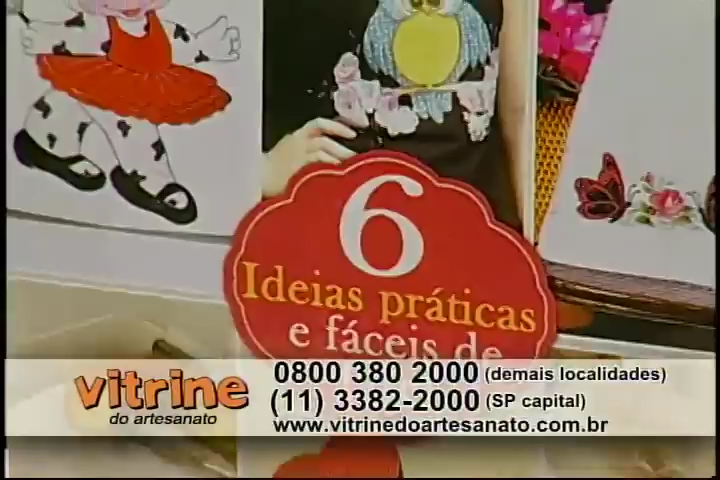 6
Ideias práticas
e fáceis de
vitrine
do artesanato
0800 380 2000 (demais localidades)
(11) 3382-2000 (SP capital)
www.vitrinedoartesanato.com.br